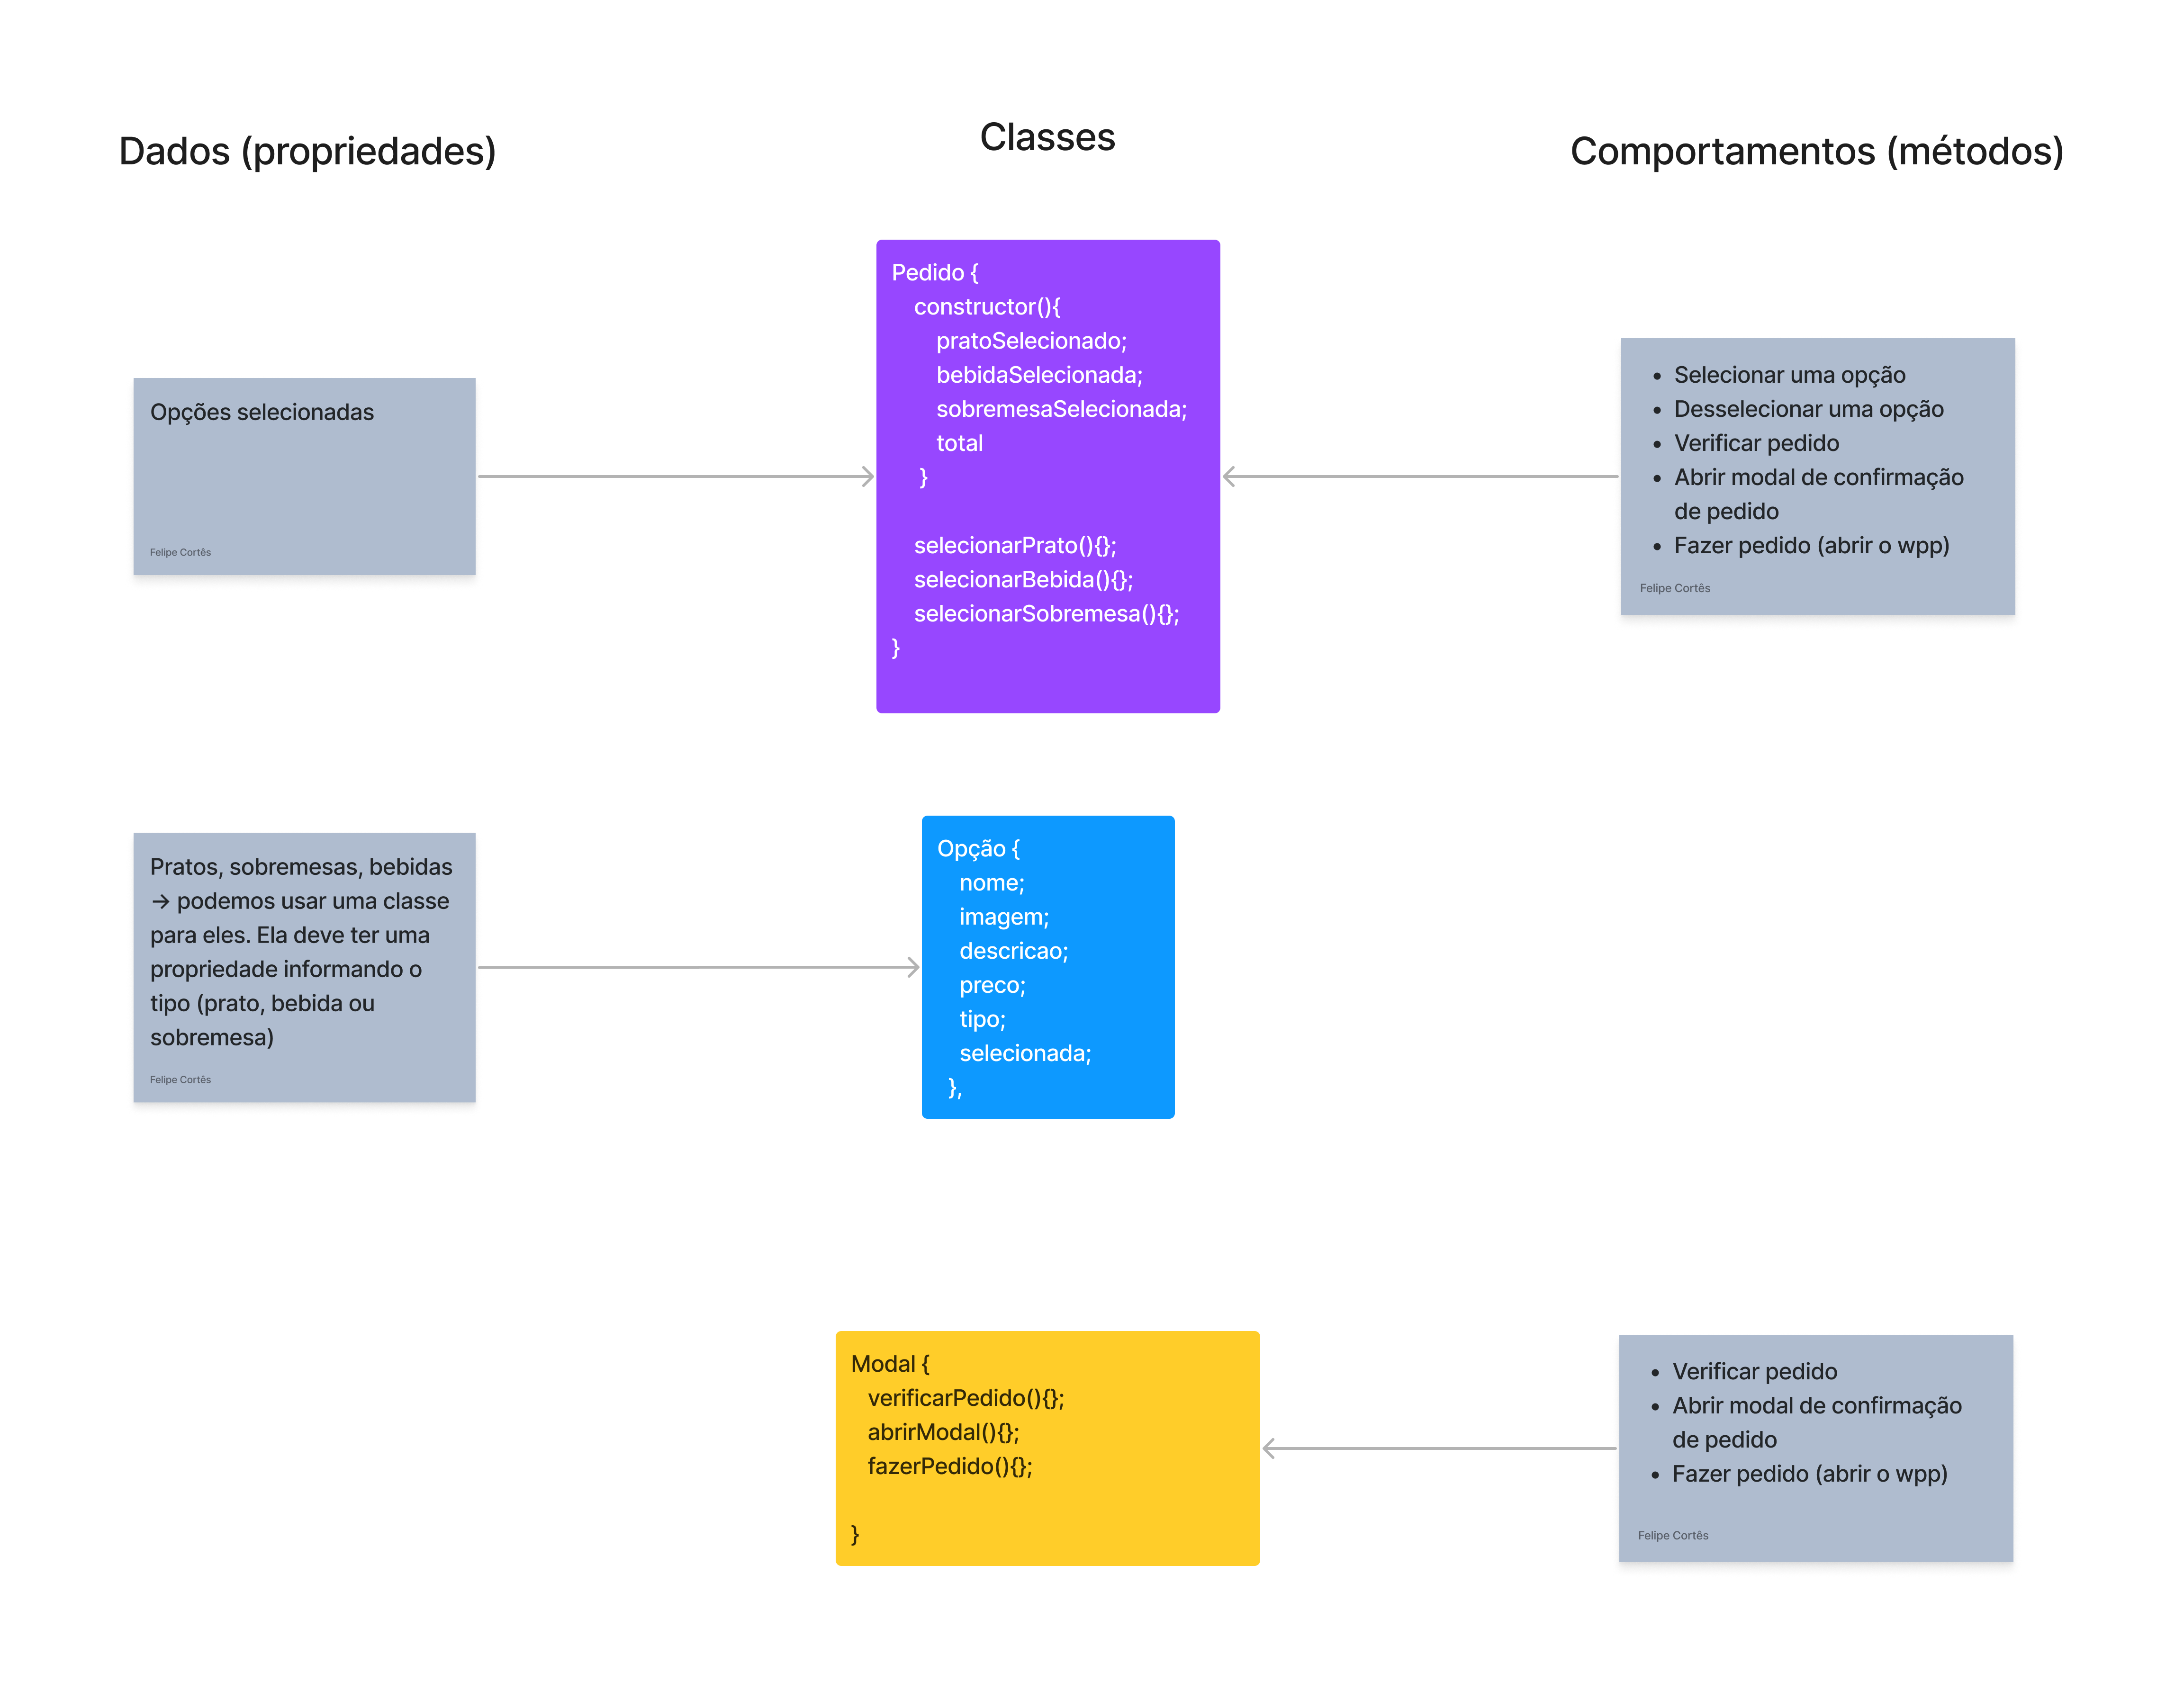 Dados (propriedades)
Classes
Comportamentos (métodos)
Opções selecionadas
Felipe Cortês
Pedido {
constructor(){
pratoSelecionado;
bebidaSelecionada;
sobremesaSelecionada;
total
}
selecionarPrato(){};
selecionarBebida(){};
selecionarSobremesa(){};
}
• Selecionar uma opção
• Desselecionar uma opção
• Verificar pedido
• Abrir modal de confirmação
de pedido
• Fazer pedido (abrir o wpp)
Felipe Cortês
Pratos, sobremesas, bebidas
→ podemos usar uma classe
para eles. Ela deve ter uma
propriedade informando o
tipo (prato, bebida ou
sobremesa)
Felipe Cortês
Opção {
nome;
imagem;
descricao;
preco;
tipo;
selecionada;
},
Modal {
verificarPedido(){};
abrirModal(){};
fazerPedido(){};
}
• Verificar pedido
• Abrir modal de confirmação
de pedido
• Fazer pedido (abrir o wpp)
Felipe Cortês